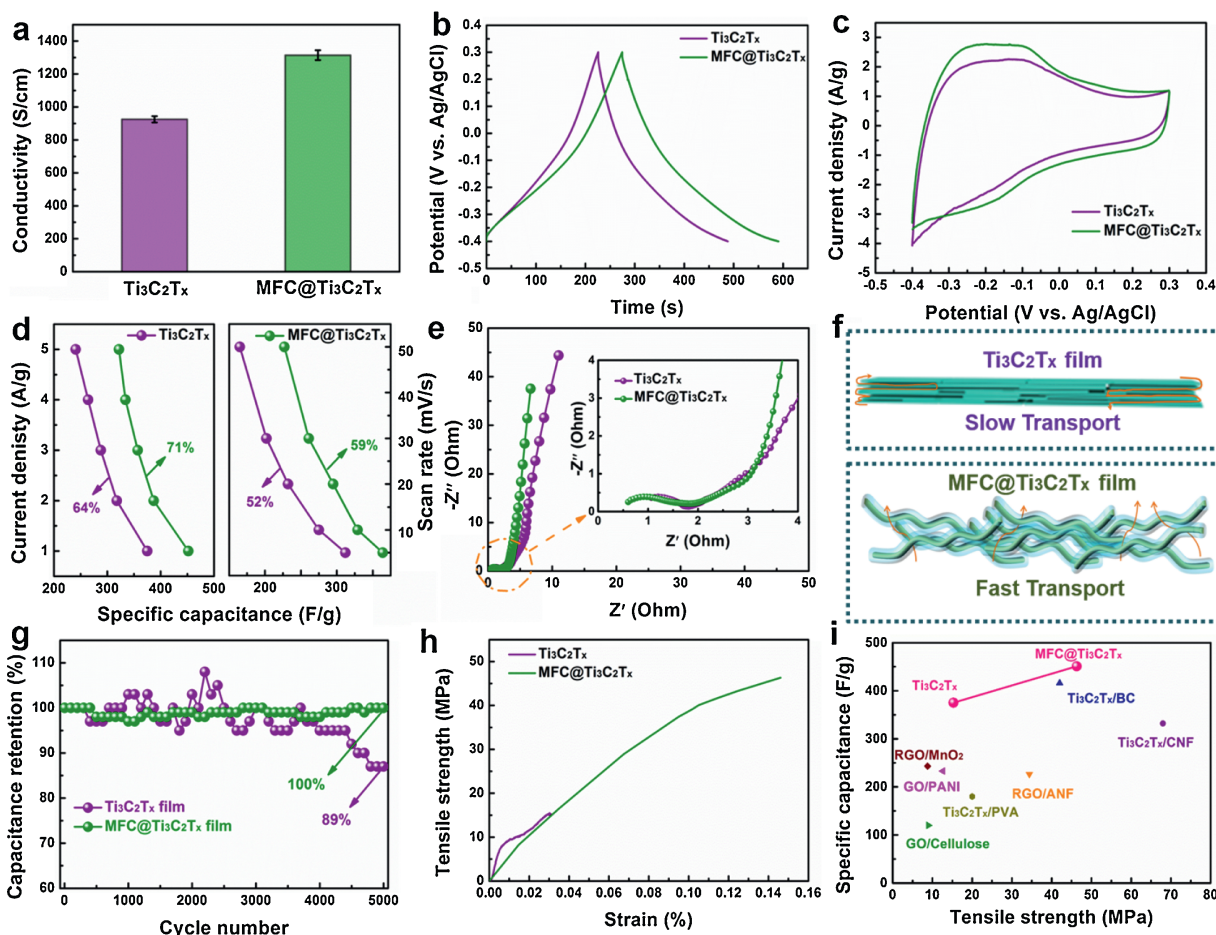 a
1400
1200
1000
800
600
400
200
0
Conductivity (S/cm)
Ti3C2Tx
MFC@Ti3C2Tx
b
0.5
0.4
0.3
0.2
0.1
0.0
-0.1
-0.2
-0.3
-0.4
-0.5
Potential (V vs. Ag/AgCl)
Ti3C2Tx
MFC@Ti3C2Tx
0 100 200 300 400 500 600
Time (s)
c
4
3
2
1
0
-1
-2
-3
-4
-5
Current denisty (A/g)
Ti3C2Tx
MFC@Ti3C2Tx
-0.5 -0.4 -0.3 -0.2 -0.1 0.0 0.1 0.2 0.3 0.4
Potential (V vs. Ag/AgCl)
d
Ti3C2Tx
MFC@Ti3C2Tx
5
4
3
2
1
Current denisty (A/g)
64%
71%
52%
59%
50
40
30
20
10
Scan rate (mV/s)
200 300 400 500
200 300
Specific capacitance (F/g)
e
50
40
30
20
10
0
-Z″ (Ohm)
0 10 20 30 40 50
Z′ (Ohm)
Ti3C2Tx
MFC@Ti3C2Tx
4
3
2
1
0
-Z″ (Ohm)
0 1 2 3 4
Z′ (Ohm)
f
Ti3C2Tx film
Slow Transport
MFC@Ti3C2Tx film
Fast Transport
g
110
100
90
80
70
60
Capacitance retention (%)
100%
89%
Ti3C2Tx film
MFC@Ti3C2Tx film
0 1000 2000 3000 4000 5000
Cycle number
h
50
40
30
20
10
0
Tensile strength (MPa)
Ti3C2Tx
MFC@Ti3C2Tx
0.00 0.02 0.04 0.06 0.08 0.10 0.12 0.14 0.16
Strain (%)
i
500
400
300
200
100
0
Specific capacitance (F/g)
MFC@Ti3C2Tx
Ti3C2Tx
Ti3C2Tx/BC
Ti3C2Tx/CNF
RGO/MnO2
GO/PANI
RGO/ANF
Ti3C2Tx/PVA
GO/Cellulose
0 10 20 30 40 50 60 70 80
Tensile strength (MPa)